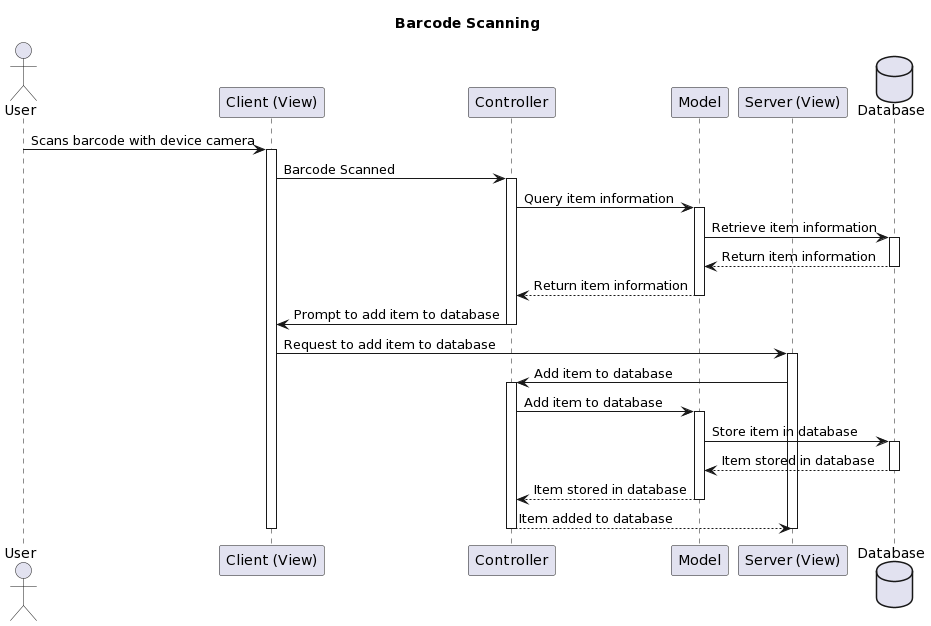 Barcode Scanning
User
Client (View)
Controller
Model
Server (View)
Database
Scans barcode with device camera
Barcode Scanned
Query item information
Retrieve item information
Return item information
Return item information
Prompt to add item to database
Request to add item to database
Add item to database
Add item to database
Store item in database
Item stored in database
Item stored in database
Item added to database
User
Client (View)
Controller
Model
Server (View)
Database